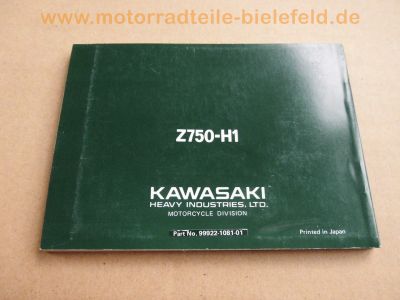 www.motorradteile-bielefeld.de
Z750-H1
KAWASAKI
HEAVY INDUSTRIES, LTD.
MOTORCYCLE DIVISION
Part No. 99922-1081-01
Printed in Japan